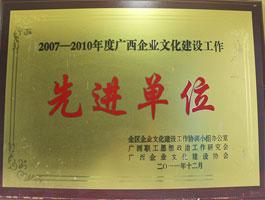 2007—2010年度广西企业文化建设工作
先进单位
全区企业文化建设工作协调小组办公室
广西职工思想政治工作研究会
广西企业文化建设协会
二〇一一年十二月